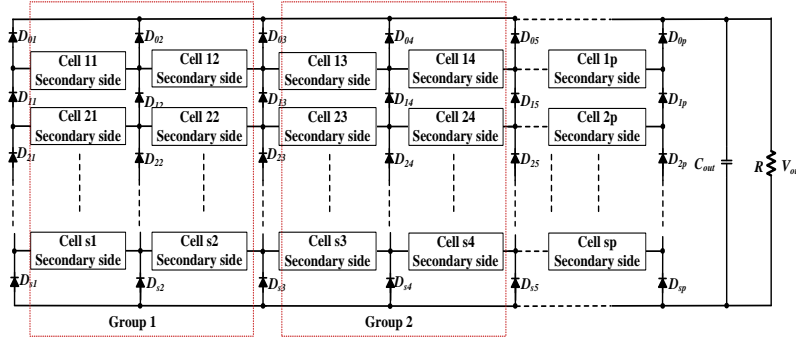 D01 D02 D03 D04 D05 D0p
Cell 11 Cell 12 Cell 13 Cell 14 Cell 1p
Secondary side Secondary side Secondary side Secondary side Secondary side
D11 D12 D13 D14 D15 D1p
Cell 21 Cell 22 Cell 23 Cell 24 Cell 2p
Secondary side Secondary side Secondary side Secondary side Secondary side
D21 D22 D23 D24 D25 D2p Cout R Vou
Cell s1 Cell s2 Cell s3 Cell s4 Cell sp
Secondary side Secondary side Secondary side Secondary side Secondary side
Ds1 Ds2 Ds3 Ds4 Ds5 Dsp
Group 1 Group 2